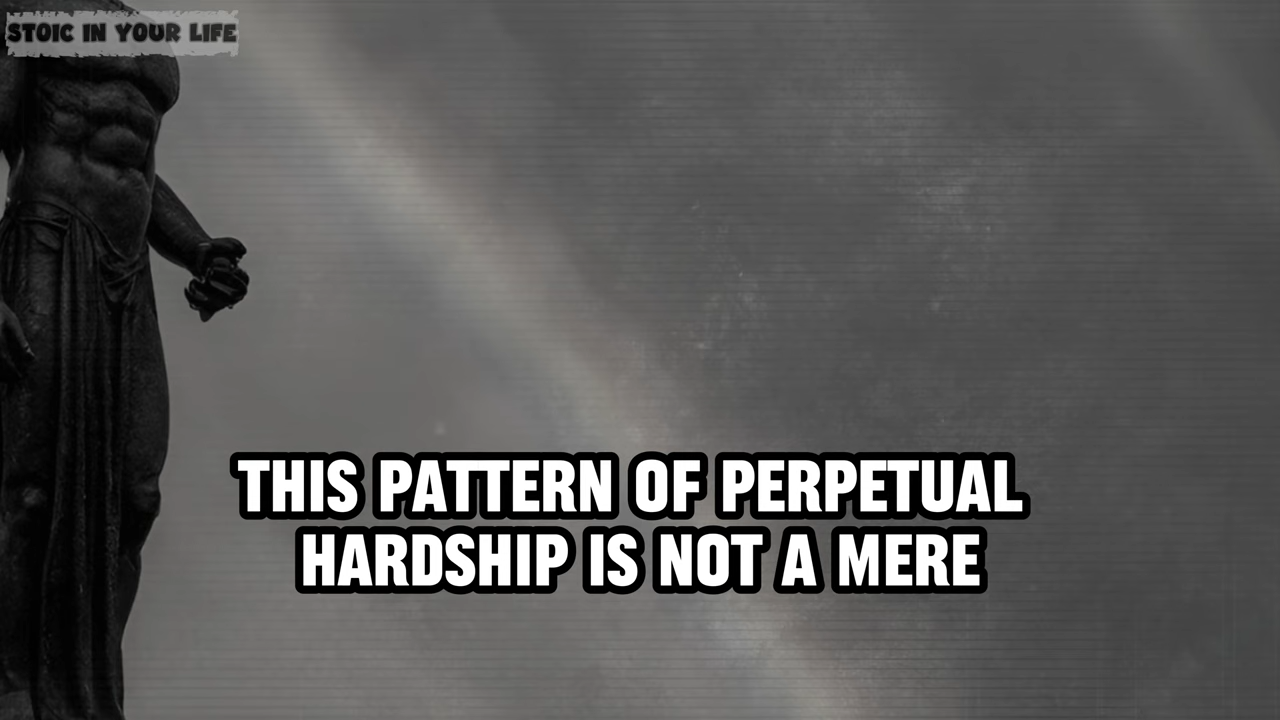 STOIC IN YOUR LIFE
THIS PATTERN OF PERPETUAL
HARDSHIP IS NOT A MERE